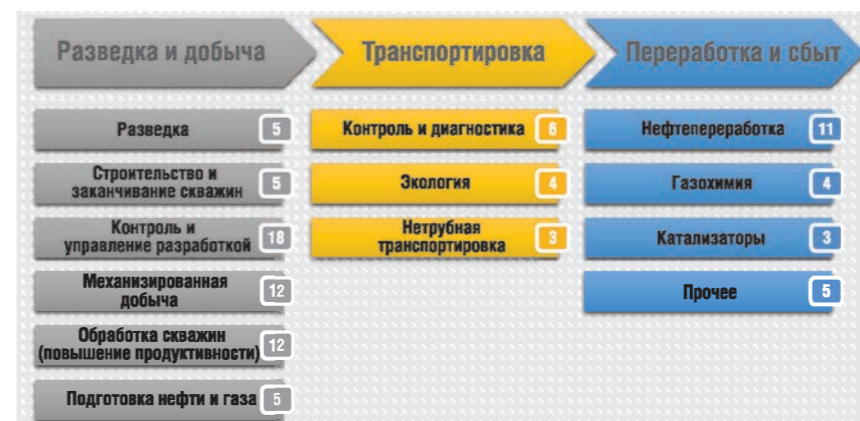 Разведка и добыча
Транспортировка
Переработка и сбыт
Разведка 5
Строительство и
заканчивание скважин 5
Контроль и
управление разработкой 18
Механизированная
добыча 12
Обработка скважин
(повышение продуктивности) 12
Подготовка нефти и газа 5
Контроль и диагностика 8
Экология 4
Нетрубная
транспортировка 3
Нефтепереработка 11
Газохимия 4
Катализаторы 3
Прочее 5